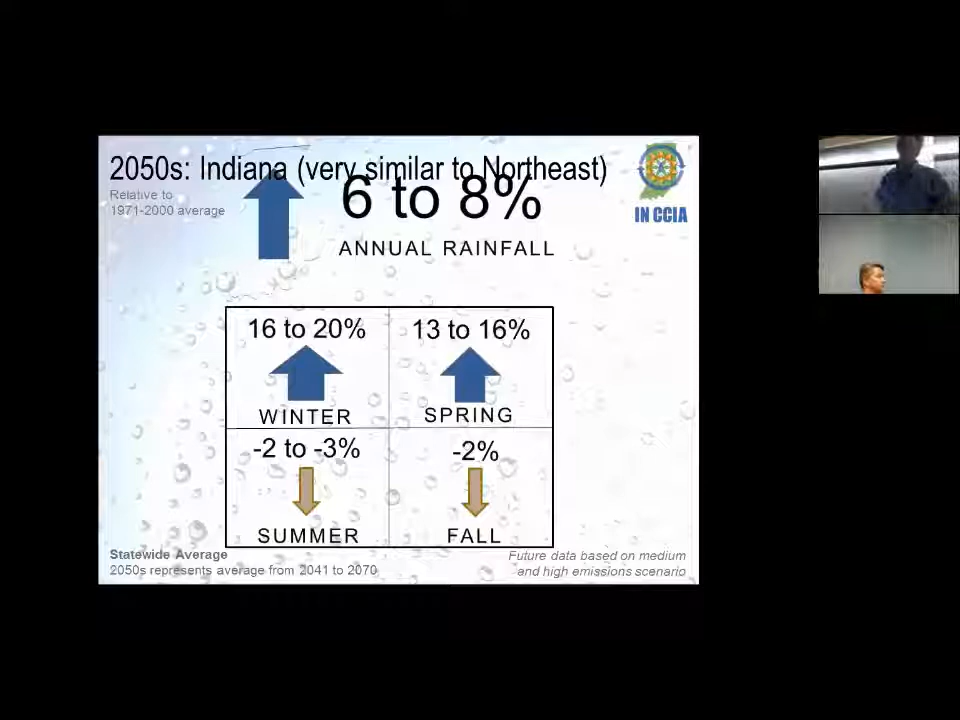 2050s: Indiana (very similar to Northeast)
Relative to
1971-2000 average
6 to 8%
ANNUAL RAINFALL
IN CCIA
16 to 20%
13 to 16%
WINTER
SPRING
-2 to -3%
-2%
SUMMER
FALL
Statewide Average
2050s represents average from 2041 to 2070
Future data based on medium
and high emissions scenario